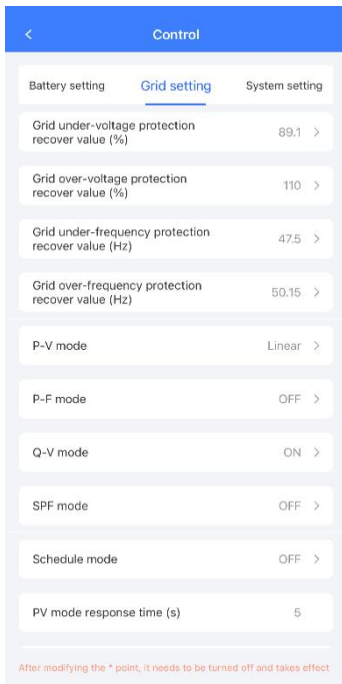 Control
Battery setting
Grid setting
System setting
Grid under-voltage protection
recover value (%)
89.1
Grid over-voltage protection
recover value (%)
110
Grid under-frequency protection
recover value (Hz)
47.5
Grid over-frequency protection
recover value (Hz)
50.15
P-V mode
Linear
P-F mode
OFF
Q-V mode
ON
SPF mode
OFF
Schedule mode
OFF
PV mode response time (s)
5
After modifying the * point, it needs to be turned off and takes effect